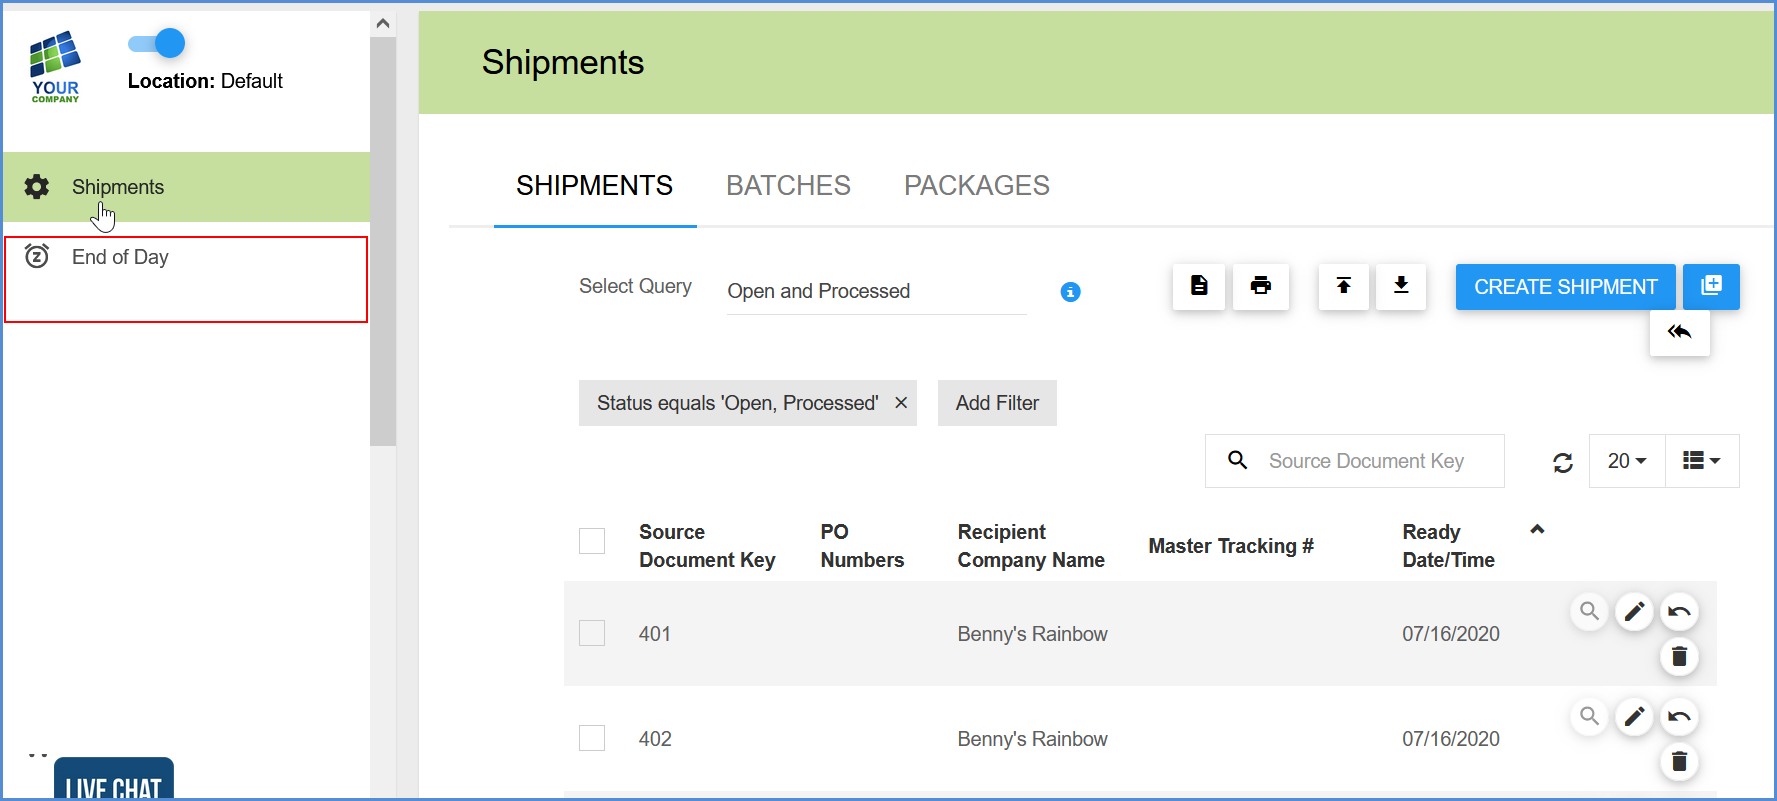 YOUR
COMPANY
Location: Default
Shipments
End of Day
LIVE CHAT
Shipments
SHIPMENTS BATCHES PACKAGES
Select Query Open and Processed
CREATE SHIPMENT
Status equals 'Open, Processed' × Add Filter
Source Document Key 20
Source Document Key PO Numbers Recipient Company Name Master Tracking # Ready Date/Time
401 Benny's Rainbow 07/16/2020
402 Benny's Rainbow 07/16/2020